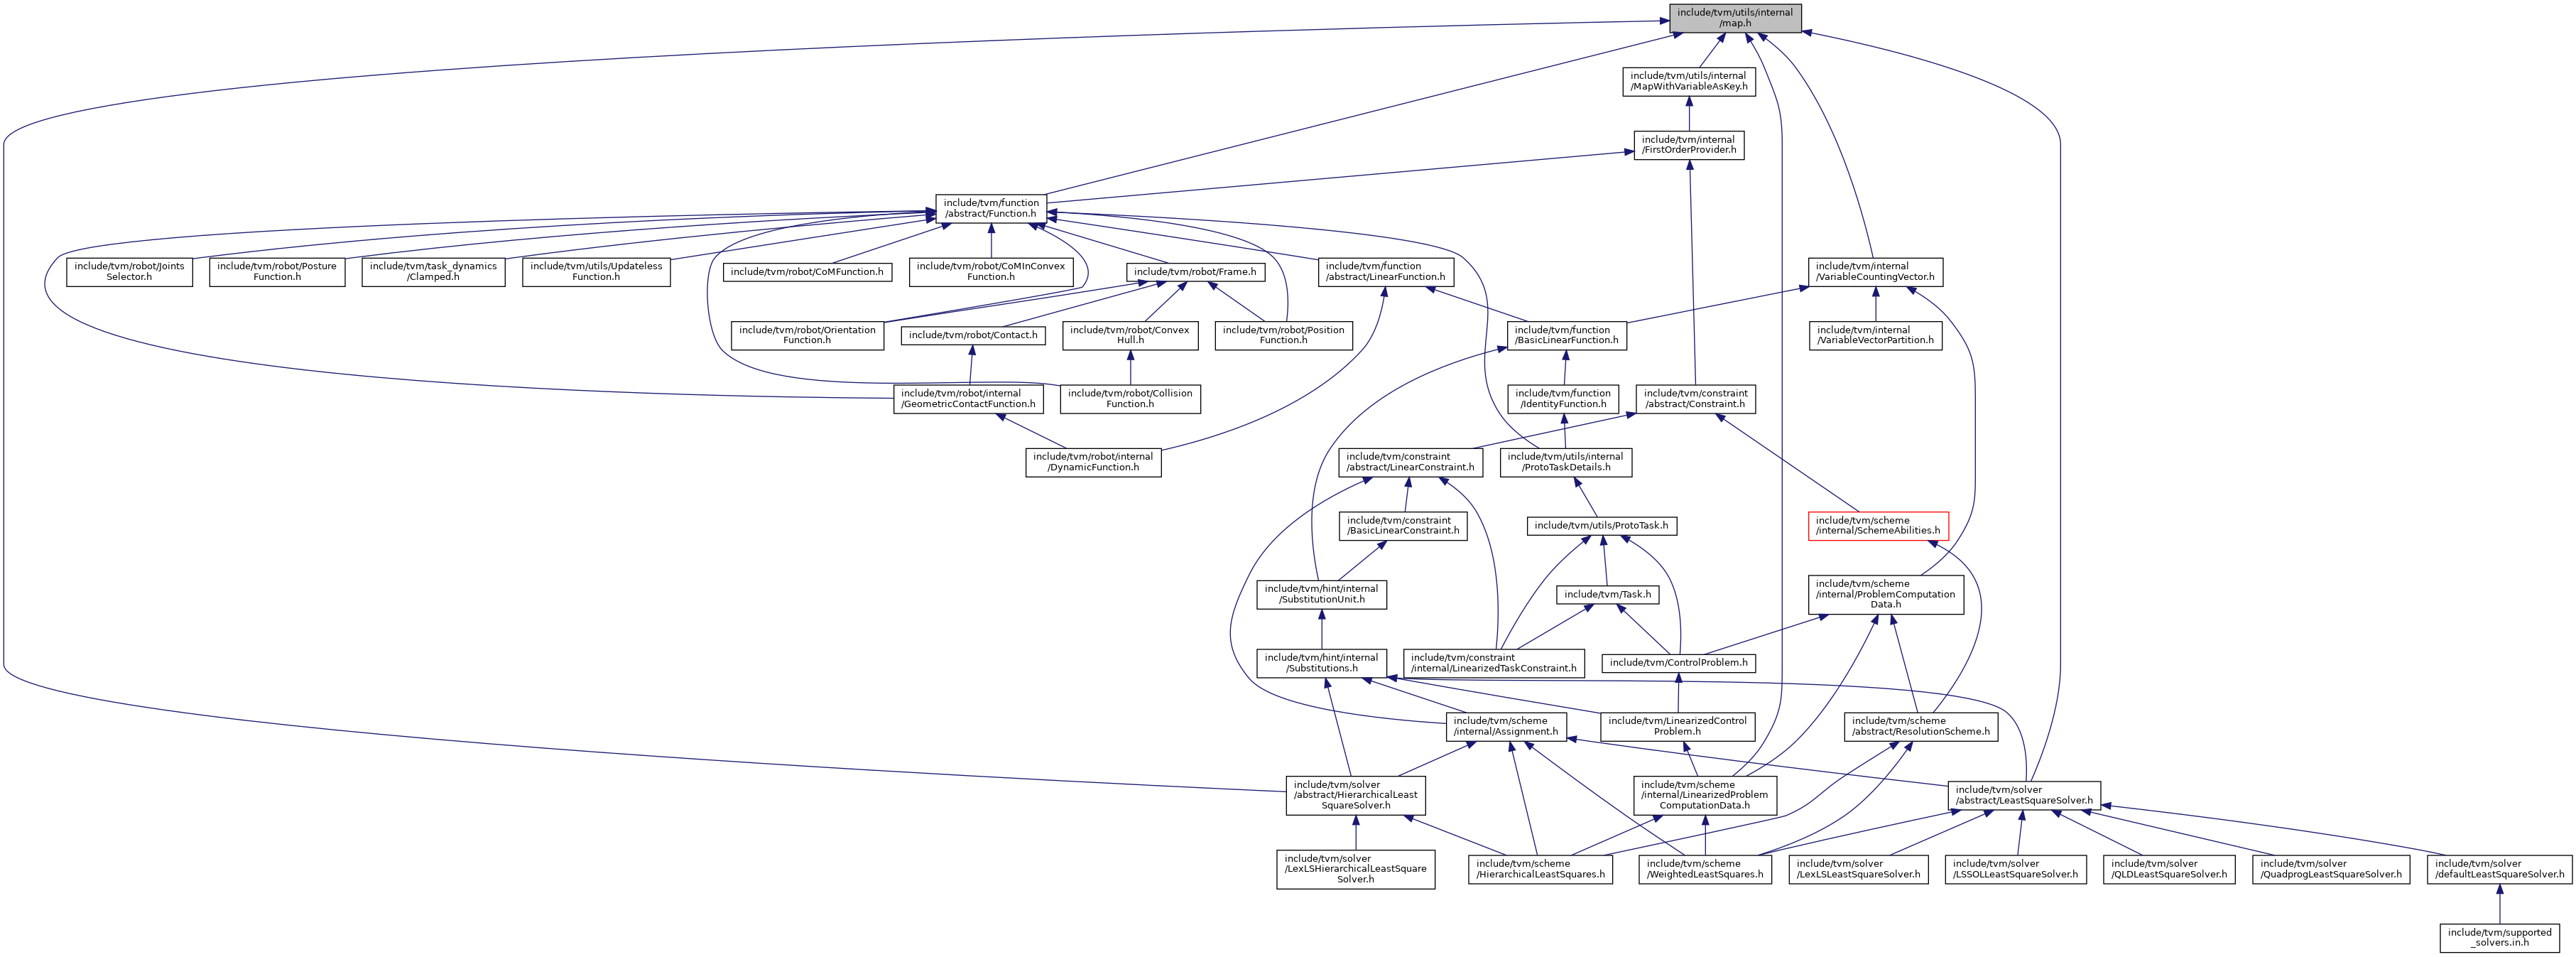 include/tvm/utils/internal
/map.h
include/tvm/utils/internal
/MapWithVariableAsKey.h
include/tvm/internal
/FirstOrderProvider.h
include/tvm/function
/abstract/Function.h
include/tvm/robot/Joints
Selector.h
include/tvm/robot/Posture
Function.h
include/tvm/task_dynamics
/Clamped.h
include/tvm/utils/Updateless
Function.h
include/tvm/robot/CoMFunction.h
include/tvm/robot/CoMInConvex
Function.h
include/tvm/robot/Frame.h
include/tvm/function
/abstract/LinearFunction.h
include/tvm/internal
/VariableCountingVector.h
include/tvm/robot/Orientation
Function.h
include/tvm/robot/Contact.h
include/tvm/robot/Convex
Hull.h
include/tvm/robot/Position
Function.h
include/tvm/function
/BasicLinearFunction.h
include/tvm/internal
/VariableVectorPartition.h
include/tvm/robot/internal
/GeometricContactFunction.h
include/tvm/robot/Collision
Function.h
include/tvm/function
/IdentityFunction.h
include/tvm/constraint
/abstract/Constraint.h
include/tvm/robot/internal
/DynamicFunction.h
include/tvm/constraint
/abstract/LinearConstraint.h
include/tvm/utils/internal
/ProtoTaskDetails.h
include/tvm/constraint
/BasicLinearConstraint.h
include/tvm/utils/ProtoTask.h
include/tvm/scheme
/internal/SchemeAbilities.h
include/tvm/hint/internal
/SubstitutionUnit.h
include/tvm/Task.h
include/tvm/scheme
/internal/ProblemComputation
Data.h
include/tvm/hint/internal
/Substitutions.h
include/tvm/constraint
/internal/LinearizedTaskConstraint.h
include/tvm/ControlProblem.h
include/tvm/scheme
/internal/Assignment.h
include/tvm/LinearizedControl
Problem.h
include/tvm/scheme
/abstract/ResolutionScheme.h
include/tvm/solver
/abstract/HierarchicalLeast
SquareSolver.h
include/tvm/scheme
/internal/LinearizedProblem
ComputationData.h
include/tvm/solver
/abstract/LeastSquareSolver.h
include/tvm/solver
/LexLSHierarchicalLeastSquare
Solver.h
include/tvm/scheme
/HierarchicalLeastSquares.h
include/tvm/scheme
/WeightedLeastSquares.h
include/tvm/solver
/LexLSLeastSquareSolver.h
include/tvm/solver
/LSSOLLeastSquareSolver.h
include/tvm/solver
/QLDLeastSquareSolver.h
include/tvm/solver
/QuadprogLeastSquareSolver.h
include/tvm/solver
/defaultLeastSquareSolver.h
include/tvm/supported
_solvers.in.h